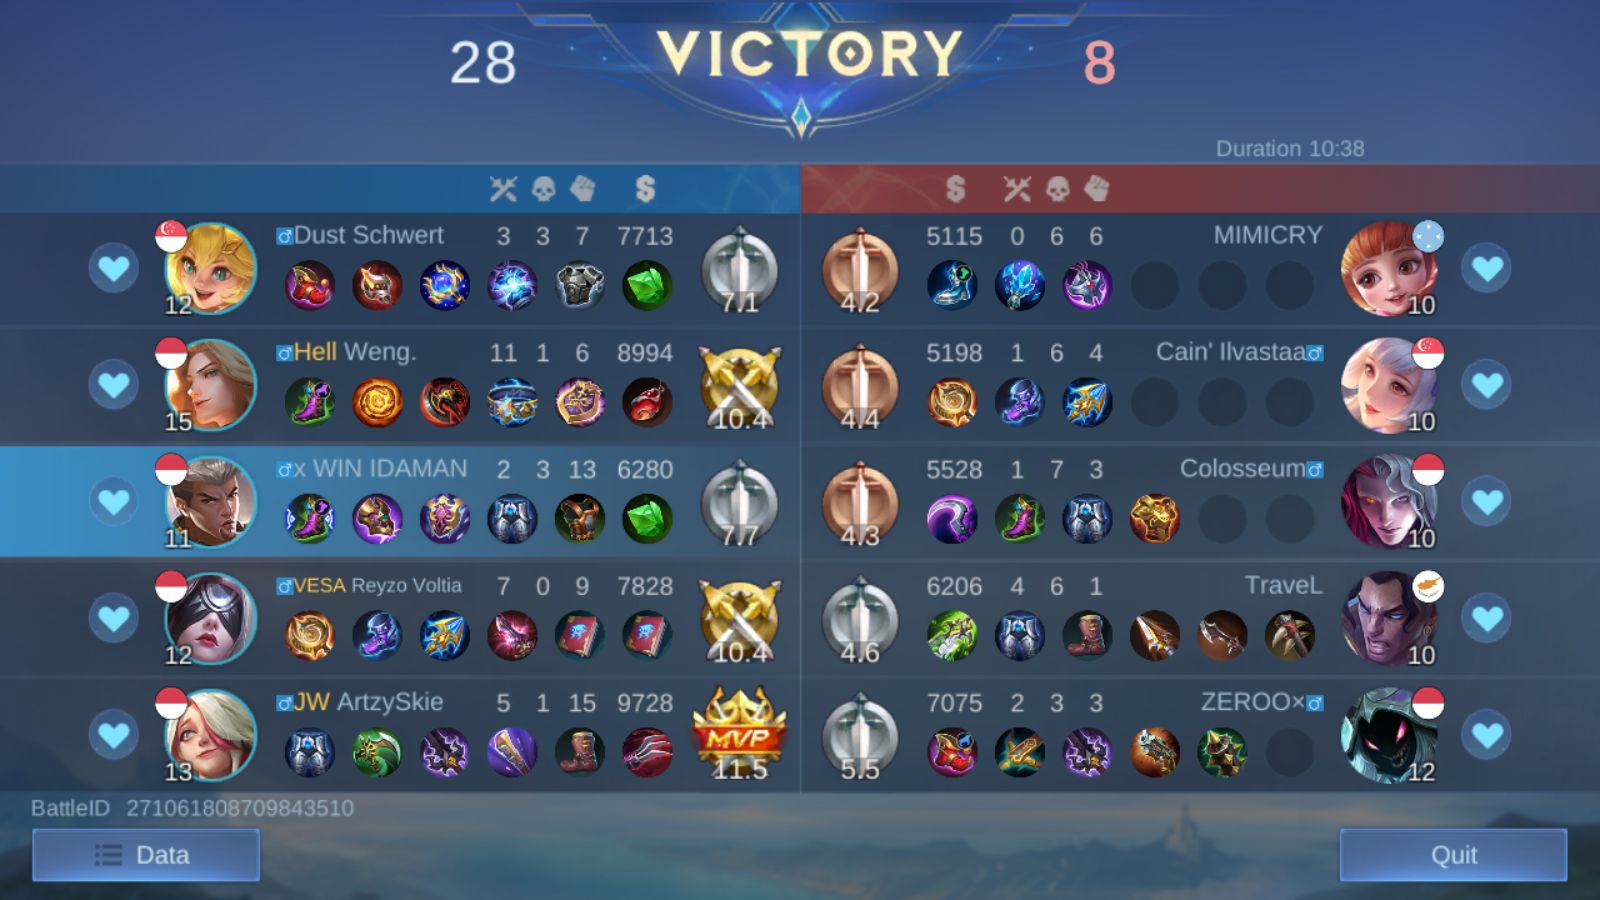 28 VICTORY 8
Duration 10:38
Dust Schwert 3 3 7 7713
12 7.1
5115 0 6 6 MIMICRY
4.2 10
Hell Weng. 11 1 6 8994
15 10.4
5198 1 6 4 Cain' Ilvastaa
4.4 10
x WIN IDAMAN 2 3 13 6280
11 7.7
5528 1 7 3 Colosseum
4.3 10
VESA Reyzo Voltia 7 0 9 7828
12 10.4
6206 4 6 1 TraveL
4.6 10
JW ArtzySkie 5 1 15 9728
MVP
13 11.5
7075 2 3 3 ZEROO×
5.5 12
BattleID 271061808709843510
Data
Quit